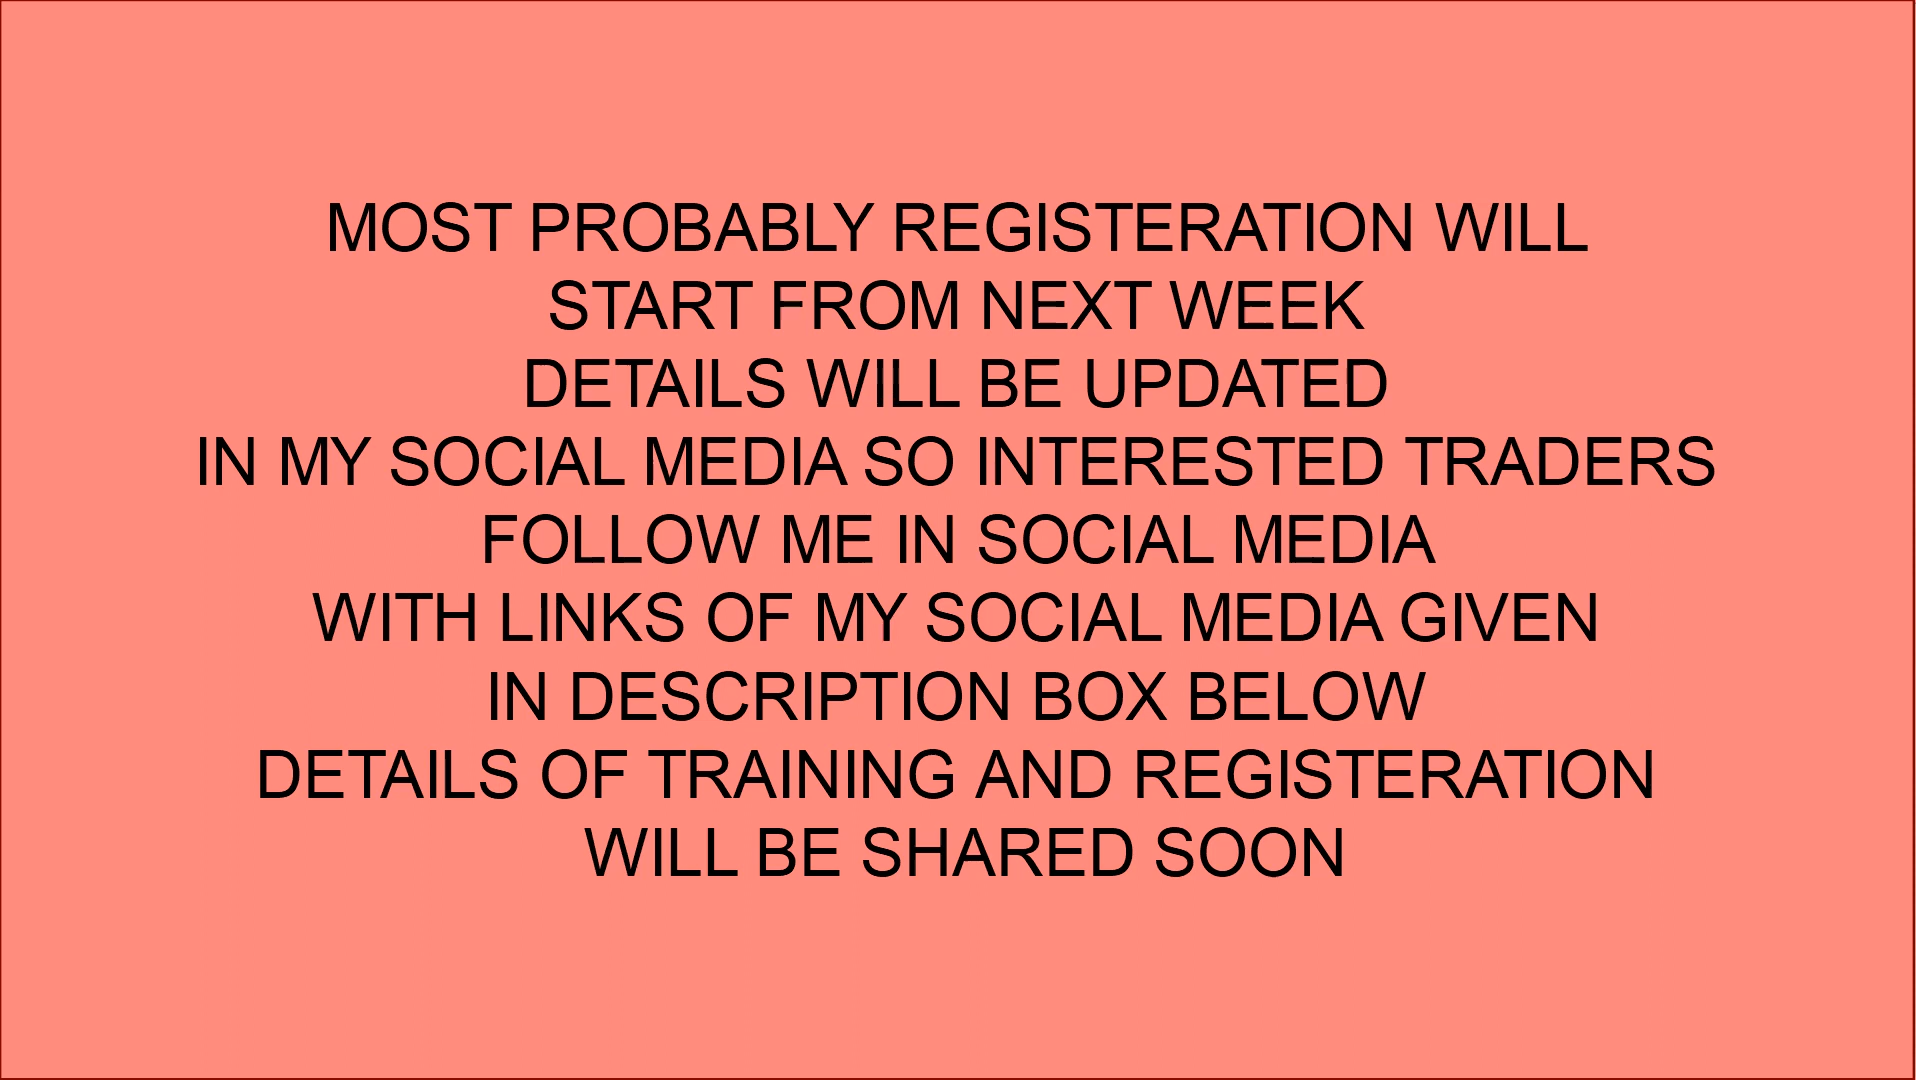 MOST PROBABLY REGISTERATION WILL
START FROM NEXT WEEK
DETAILS WILL BE UPDATED
IN MY SOCIAL MEDIA SO INTERESTED TRADERS
FOLLOW ME IN SOCIAL MEDIA
WITH LINKS OF MY SOCIAL MEDIA GIVEN
IN DESCRIPTION BOX BELOW
DETAILS OF TRAINING AND REGISTERATION
WILL BE SHARED SOON